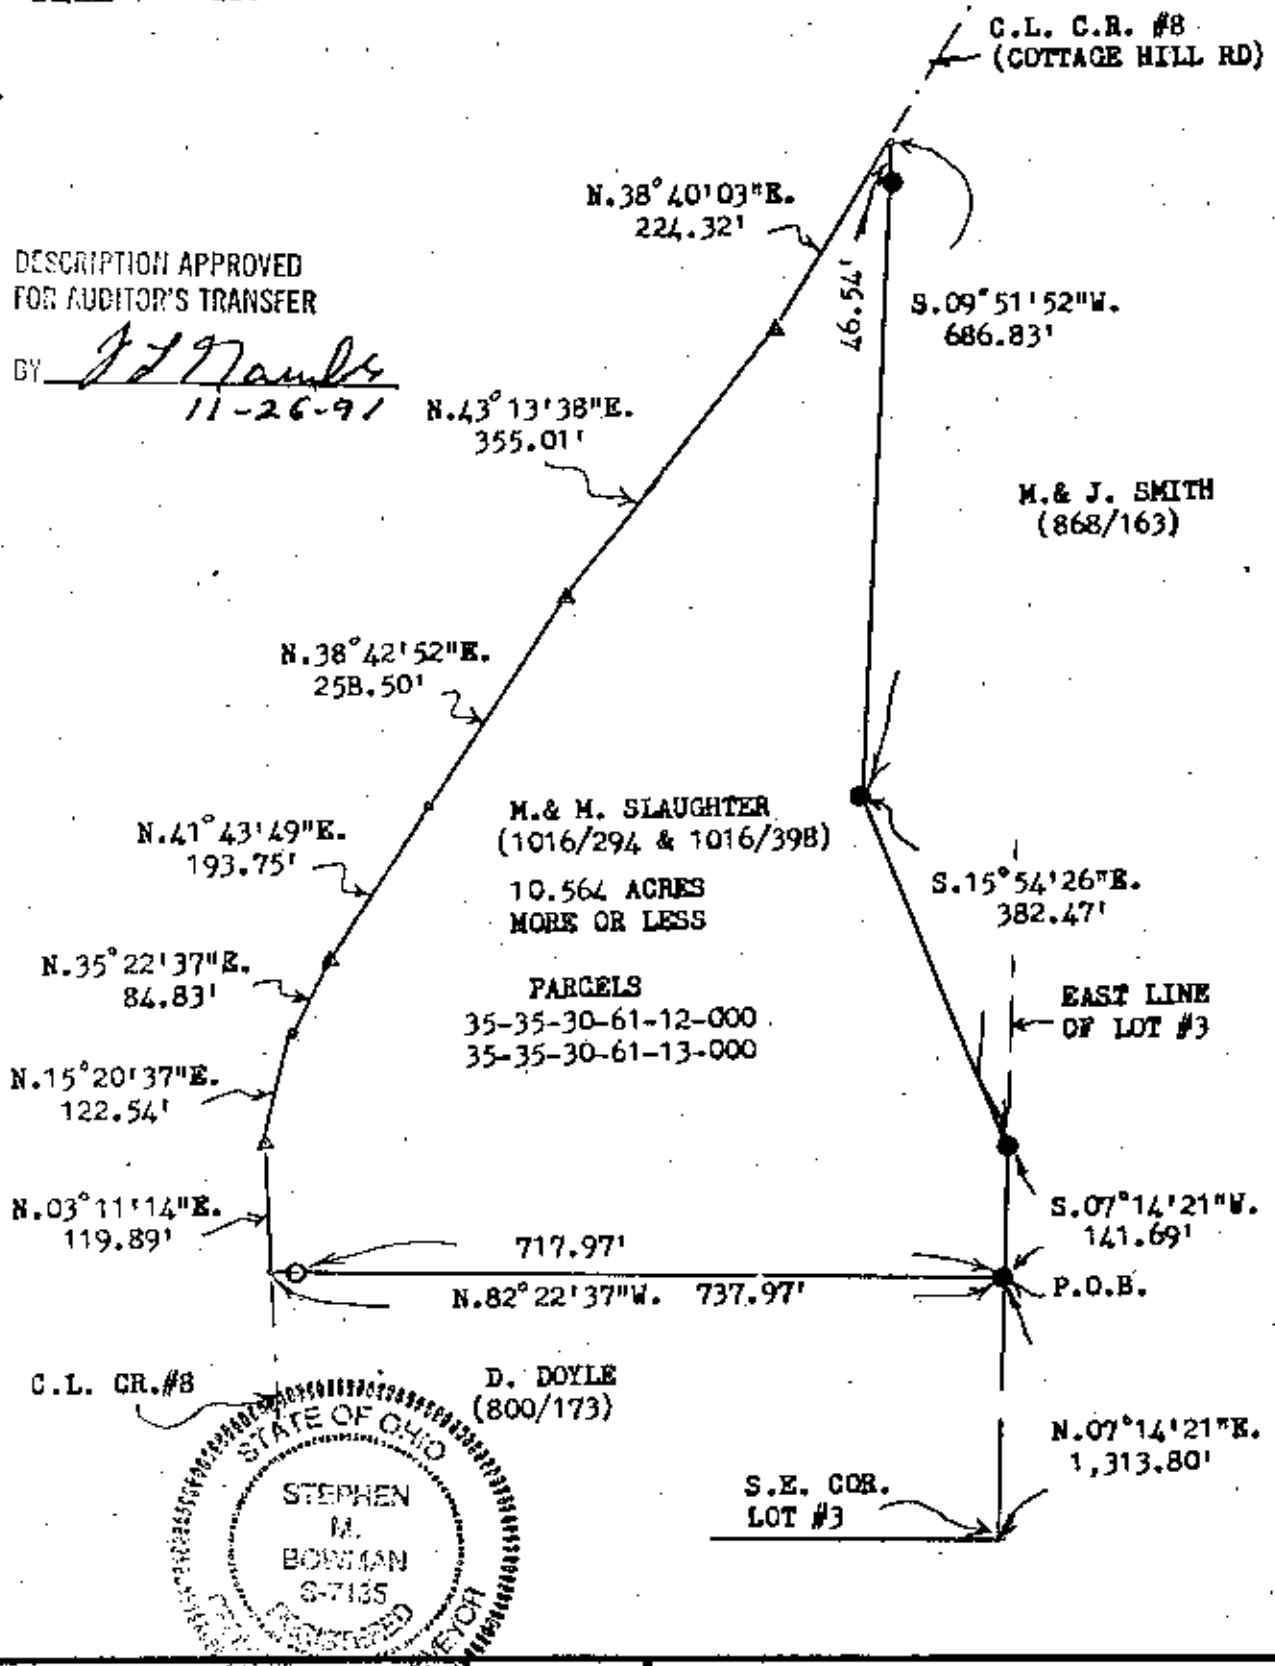 C.L. C.R. #8
(COTTAGE HILL RD)
N.38°40'03"E.
224.32'
DESCRIPTION APPROVED
FOR AUDITOR'S TRANSFER
BY
11-26-91
46.54'
S.09°51'52"W.
686.83'
N.43°13'38"E.
355.01'
M.& J. SMITH
(868/163)
N.38°42'52"E.
258.50'
N.41°43'49"E.
193.75'
M.& M. SLAUGHTER
(1016/294 & 1016/398)
10.564 ACRES
MORE OR LESS
S.15°54'26"E.
382.47'
N.35°22'37"E.
84.83'
PARCELS
35-35-30-61-12-000
35-35-30-61-13-000
EAST LINE
OF LOT #3
N.15°20'37"E.
122.54'
N.03°11'14"E.
119.89'
S.07°14'21"W.
141.69'
717.97'
N.82°22'37"W. 737.97'
P.O.B.
C.L. CR.#8
D. DOYLE
(800/173)
N.07°14'21"E.
1,313.80'
S.E. COR.
LOT #3
STATE OF OHIO
STEPHEN
M.
BOWMAN
S-7135
REGISTERED